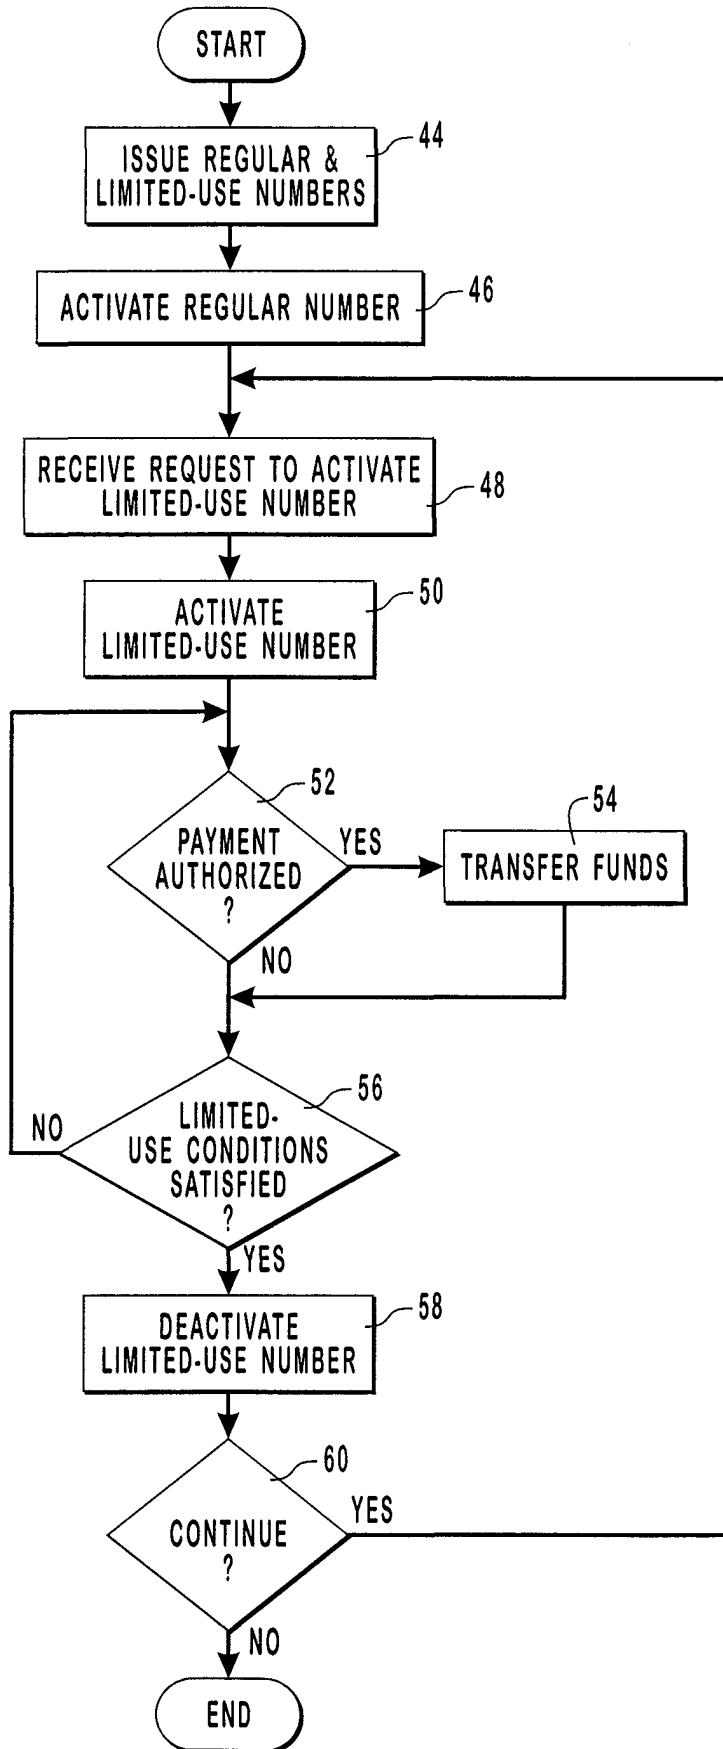 START
44
ISSUE REGULAR &
LIMITED-USE NUMBERS
46
ACTIVATE REGULAR NUMBER
RECEIVE REQUEST TO ACTIVATE
LIMITED-USE NUMBER
48
50
ACTIVATE
LIMITED-USE NUMBER
52
PAYMENT
AUTHORIZED
?
YES
54
TRANSFER FUNDS
NO
56
NO
LIMITED-
USE CONDITIONS
SATISFIED
?
YES
58
DEACTIVATE
LIMITED-USE NUMBER
60
YES
CONTINUE
?
NO
END